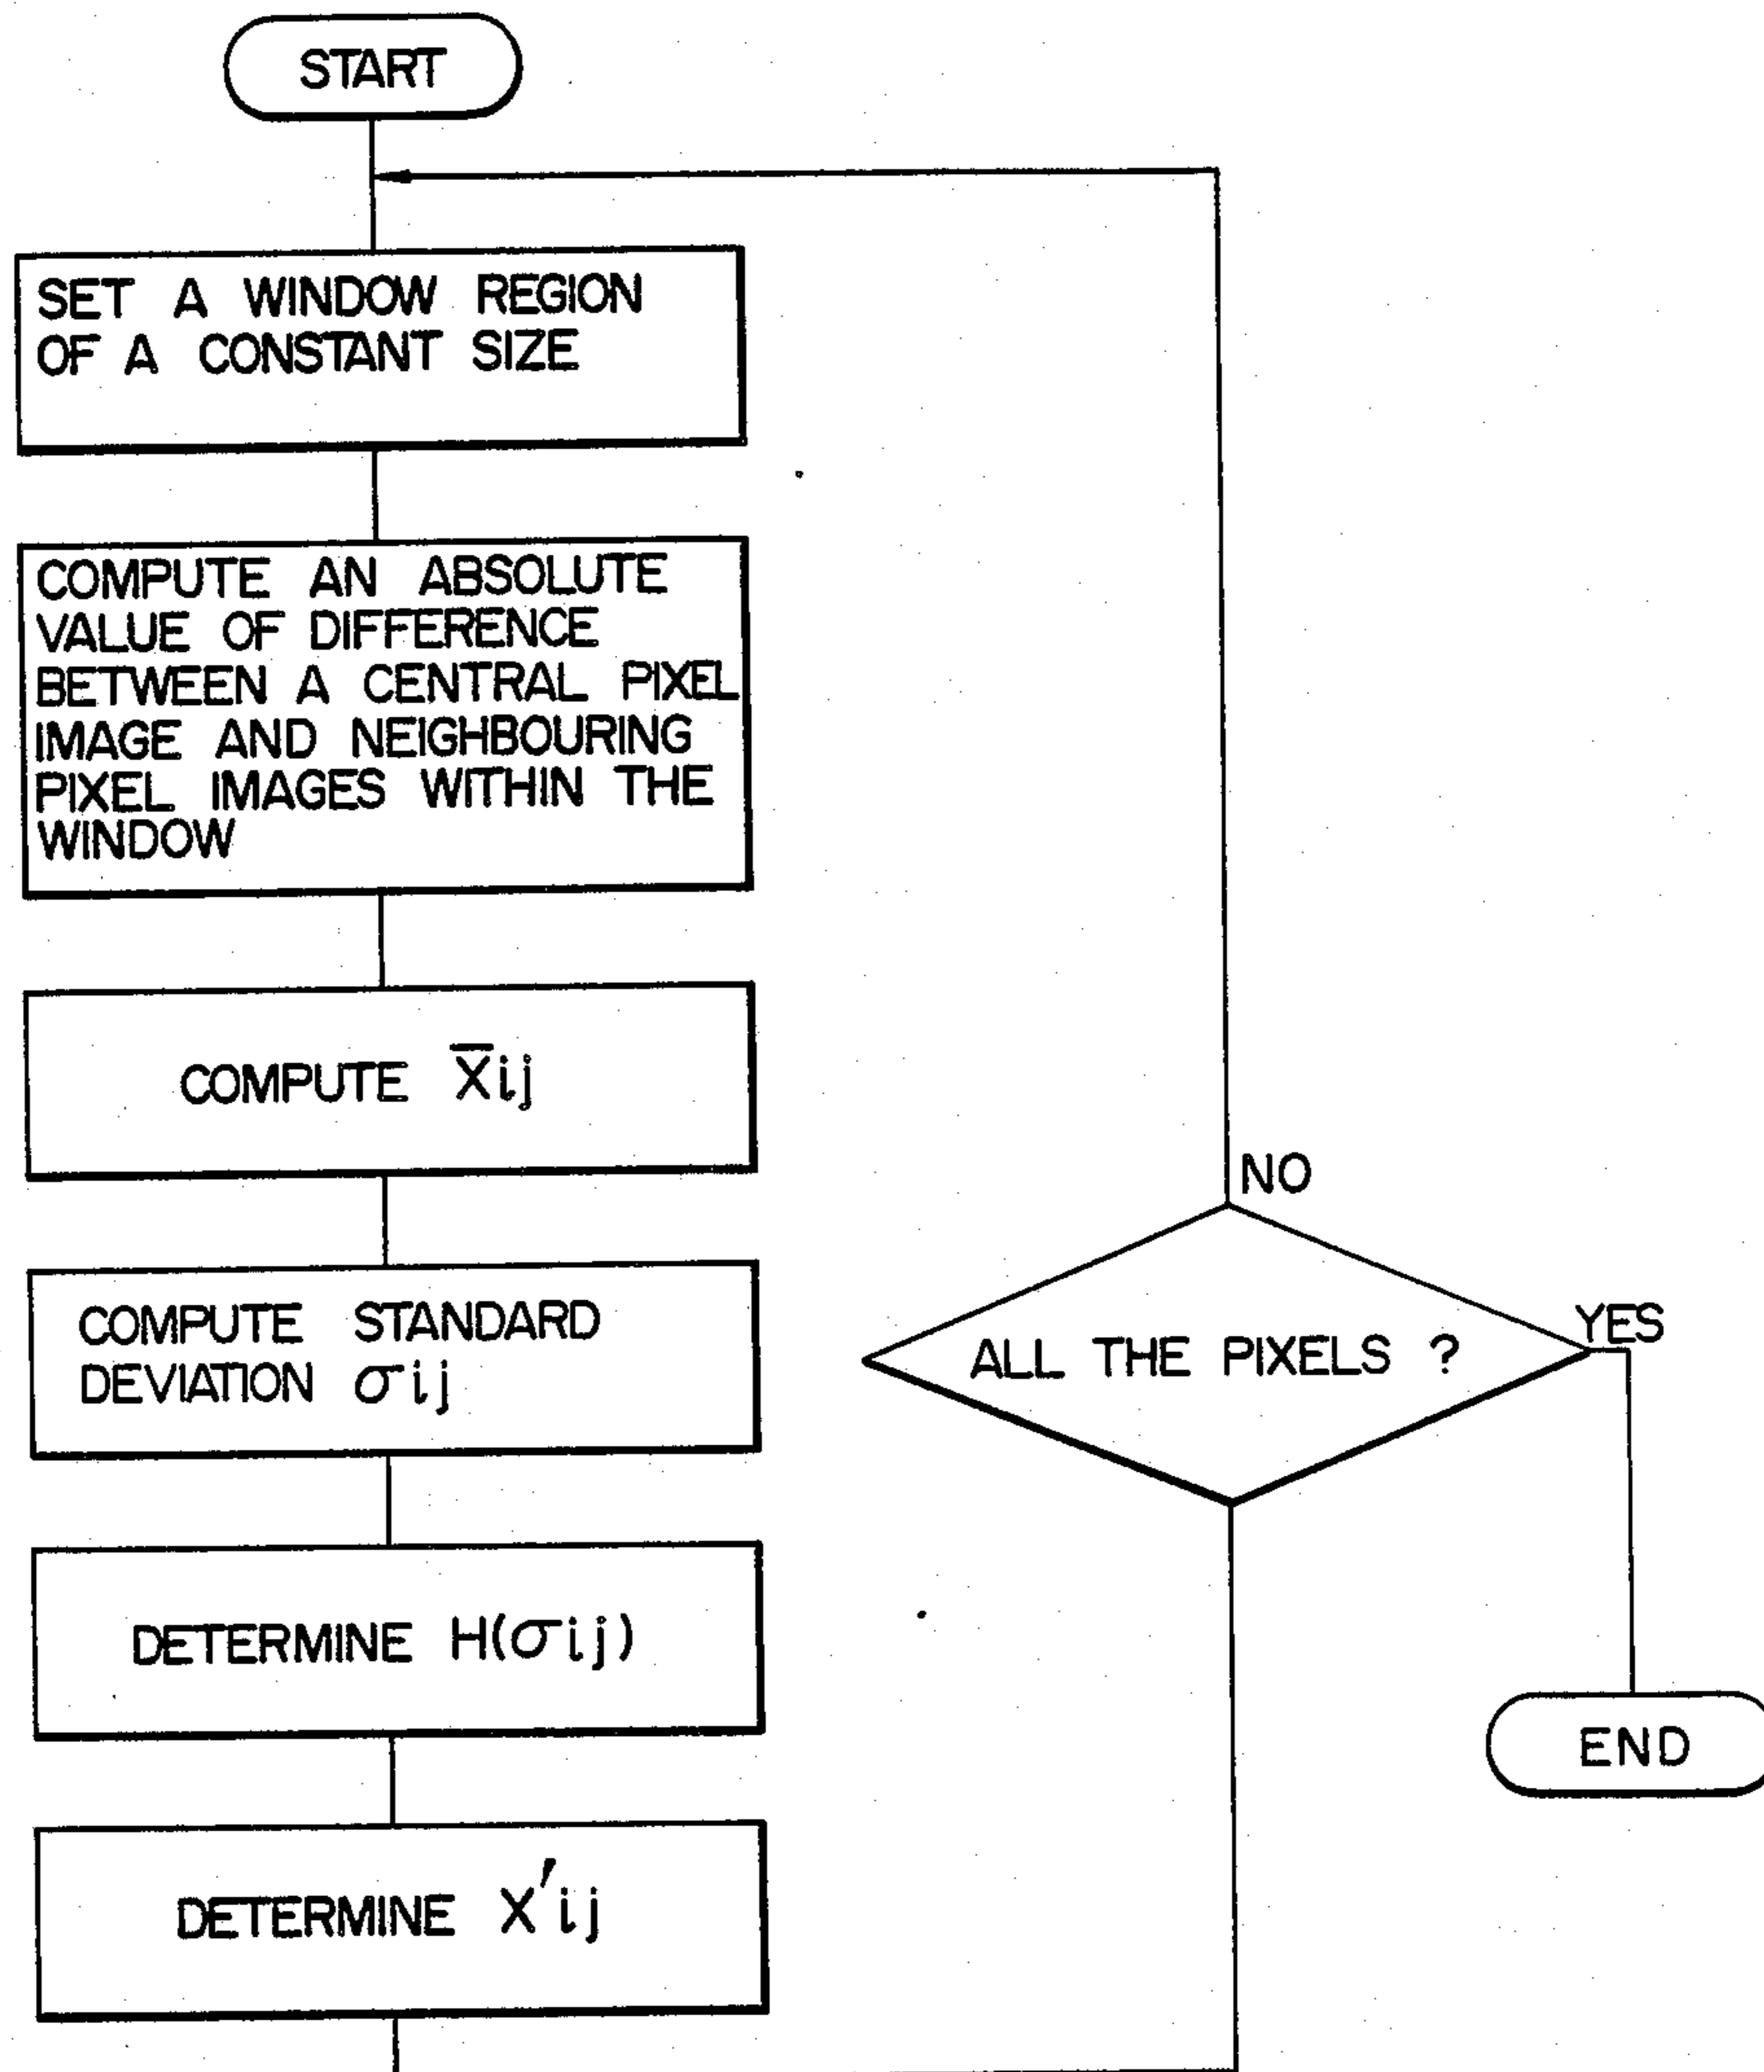 START
SET A WINDOW REGION
OF A CONSTANT SIZE
COMPUTE AN ABSOLUTE
VALUE OF DIFFERENCE
BETWEEN A CENTRAL PIXEL
IMAGE AND NEIGHBOURING
PIXEL IMAGES WITHIN THE
WINDOW
COMPUTE X̄ij
COMPUTE STANDARD
DEVIATION σij
DETERMINE H(σij)
DETERMINE X′ij
NO
ALL THE PIXELS ?
YES
END